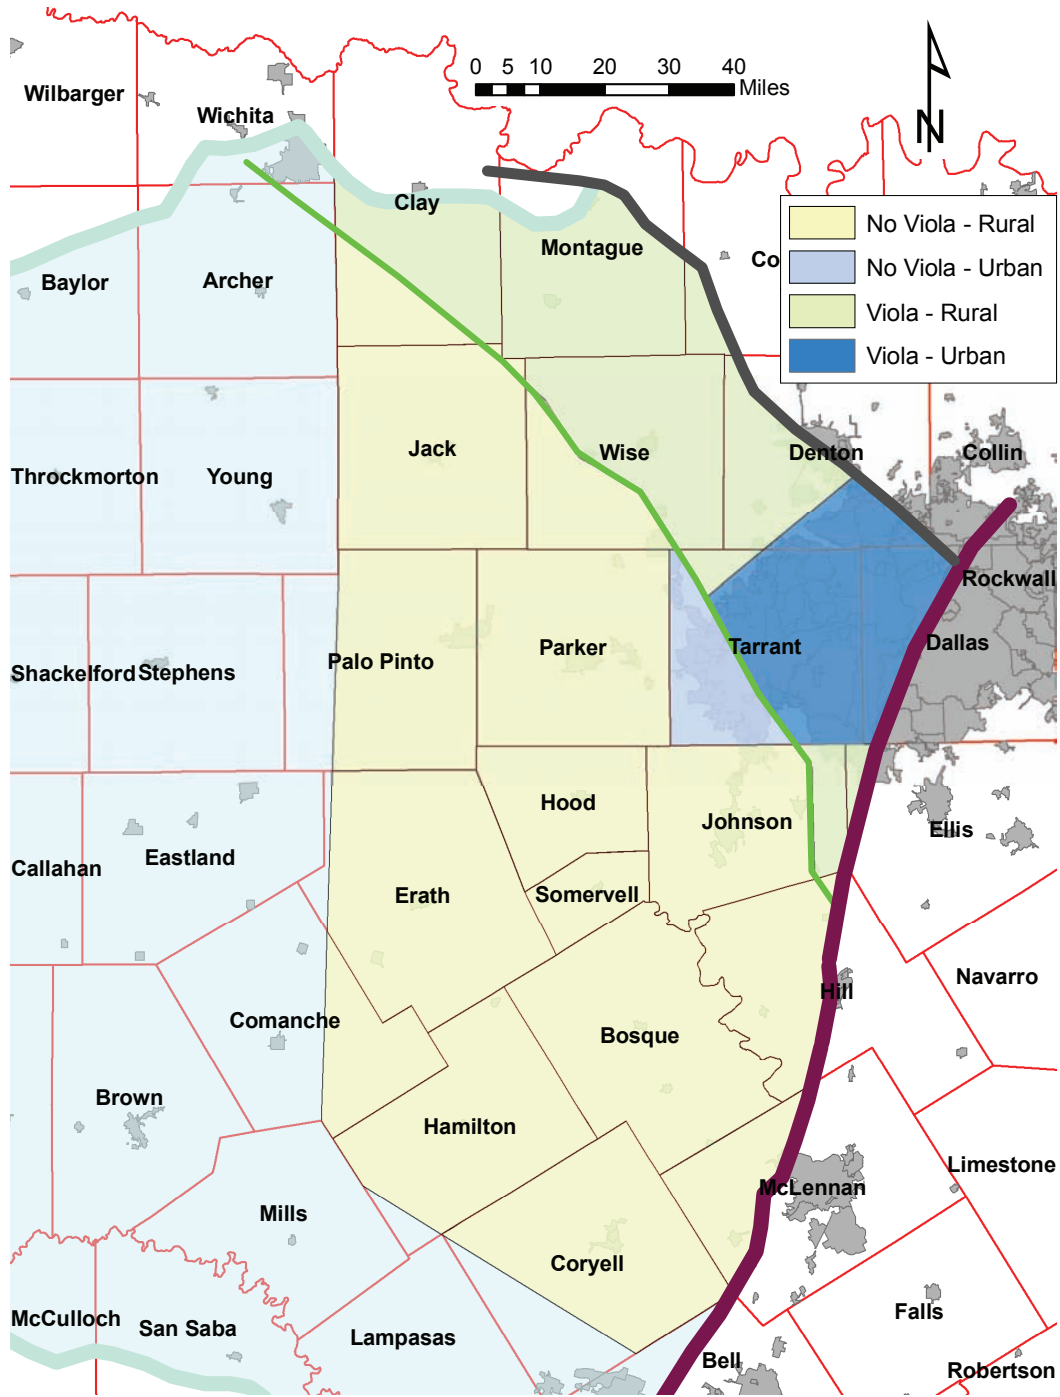 Wilbarger
Wichita
0 5 10 20 30 40
Miles
N
Clay
Montague
Co
No Viola - Rural
No Viola - Urban
Viola - Rural
Viola - Urban
Baylor
Archer
Jack
Wise
Denton
Collin
Throckmorton
Young
Rockwall
Shackelford
Stephens
Palo Pinto
Parker
Tarrant
Dallas
Hood
Johnson
Ellis
Callahan
Eastland
Erath
Somervell
Navarro
Hill
Comanche
Bosque
Brown
Hamilton
Limestone
McLennan
Mills
Coryell
McCulloch
San Saba
Lampasas
Falls
Bell
Robertson